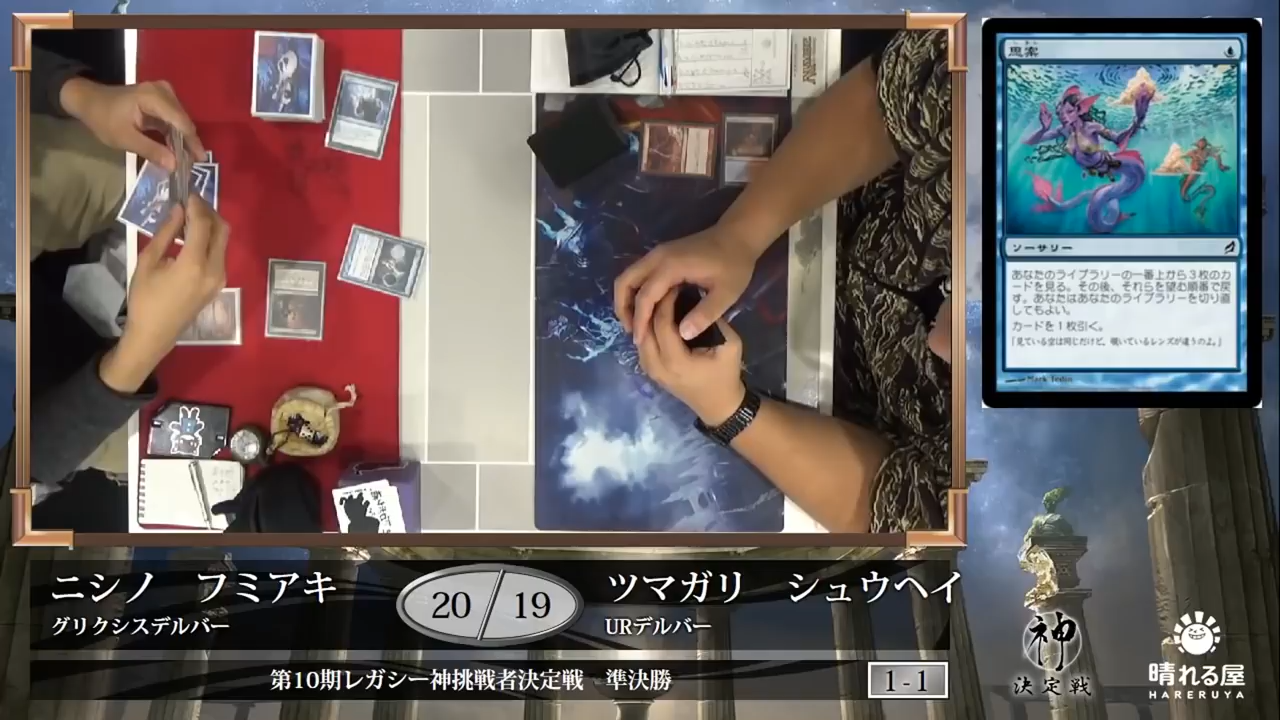 思案
ソーサリー
あなたのライブラリーの一番上から３枚のカ
ードを見る。その後、それらを望む順番で戻
す。あなたはあなたのライブラリーを切り直
してもよい。
カードを１枚引く。
「見ている空は同じだけど、覗いているレンズが違うのよ。」
Mark Tedin
ニシノ　フミアキ
グリクシスデルバー
20 / 19
ツマガリ　シュウヘイ
URデルバー
第10期レガシー神挑戦者決定戦　準決勝
1 - 1
神
決定戦
晴れる屋
HARERUYA